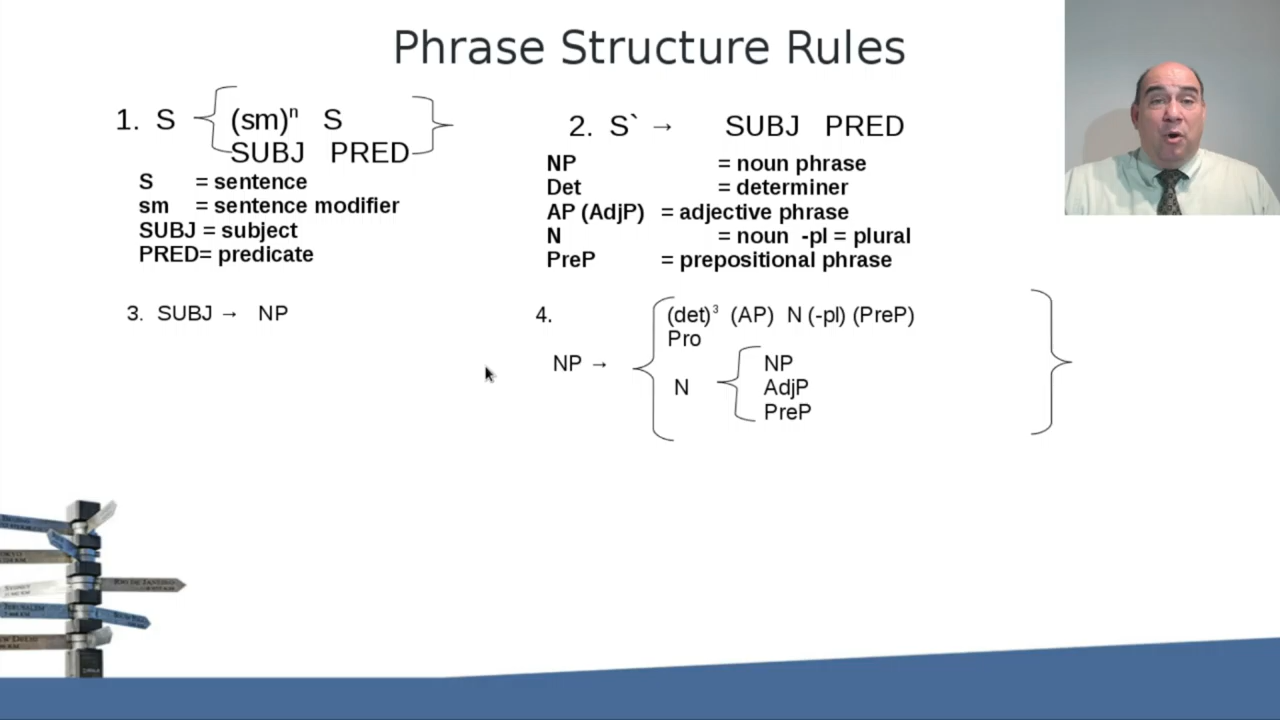 Phrase Structure Rules
1. S (sm)ⁿ S
SUBJ PRED
S = sentence
sm = sentence modifier
SUBJ = subject
PRED= predicate
2. S` → SUBJ PRED
NP = noun phrase
Det = determiner
AP (AdjP) = adjective phrase
N = noun -pl = plural
PreP = prepositional phrase
3. SUBJ → NP
4.
(det)³ (AP) N (-pl) (PreP)
Pro
NP → NP
N AdjP
PreP